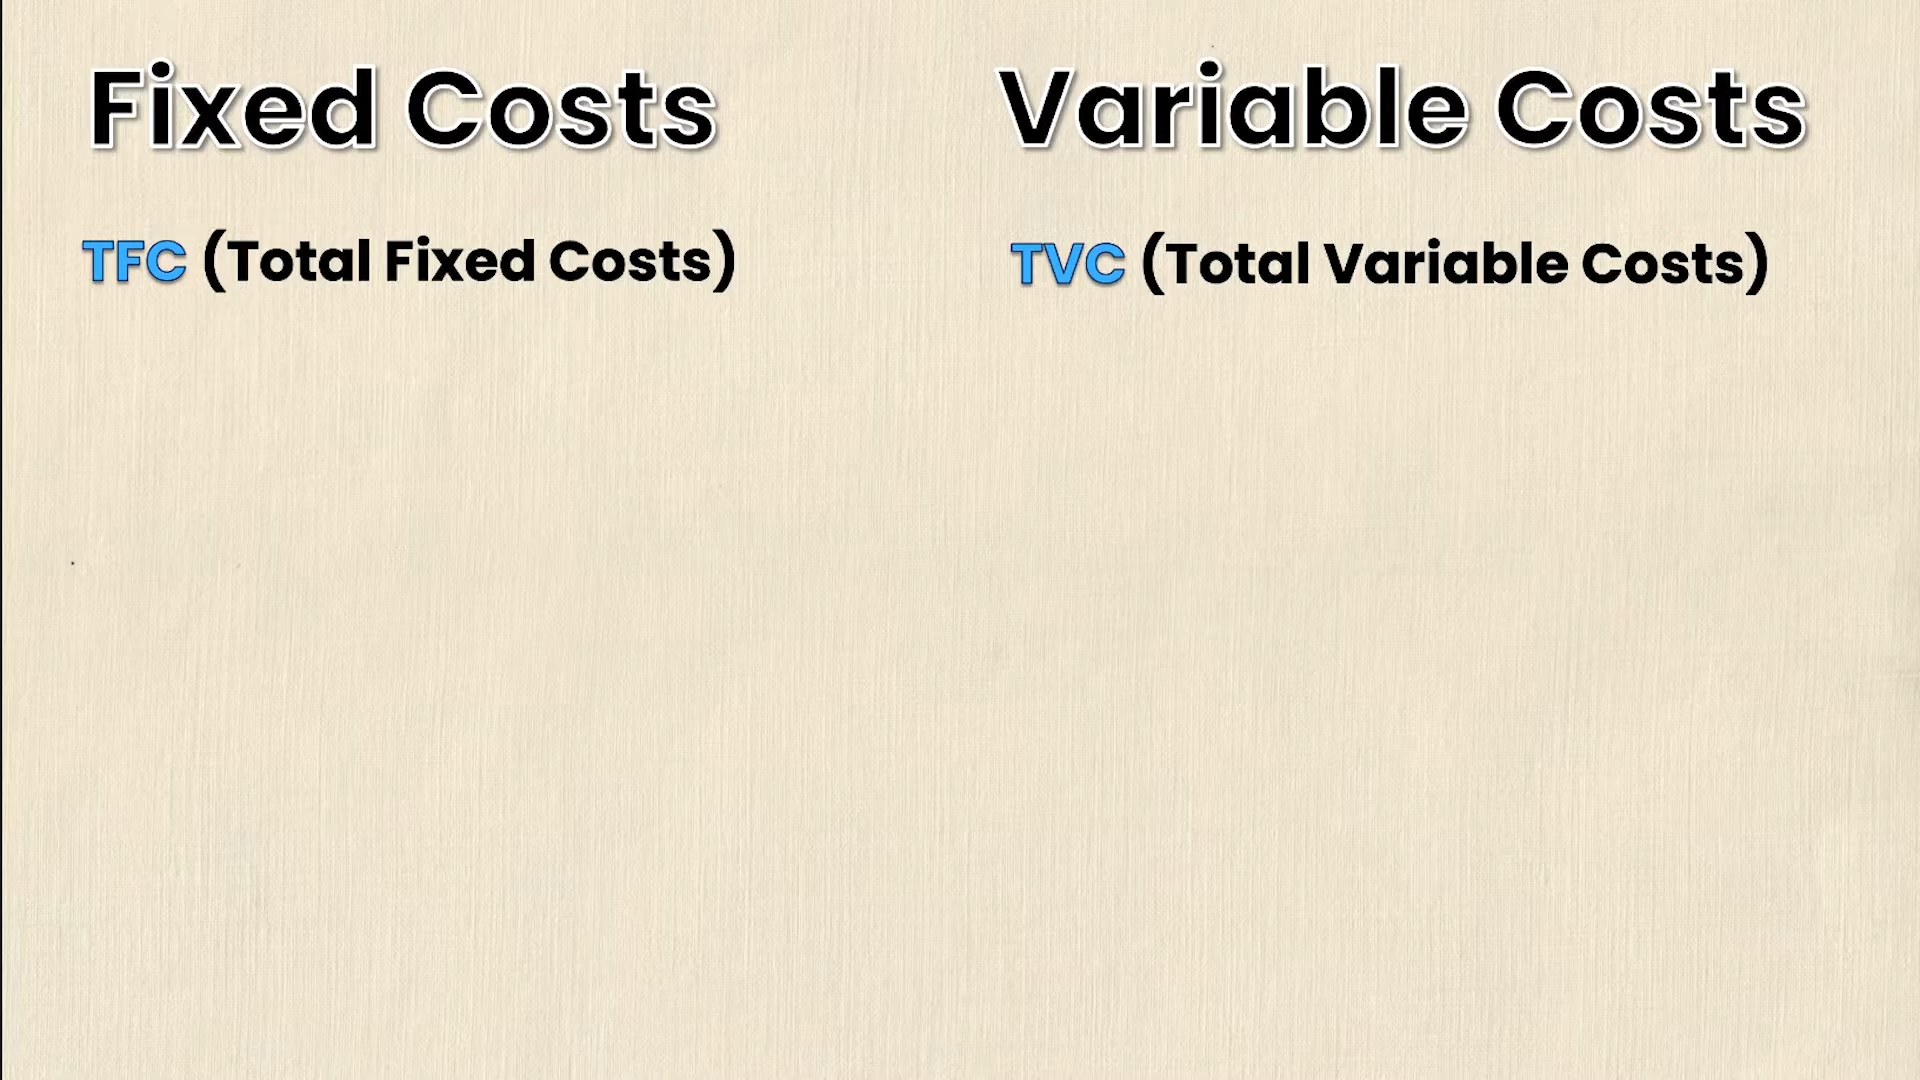 Fixed Costs
Variable Costs
TFC (Total Fixed Costs)
TVC (Total Variable Costs)